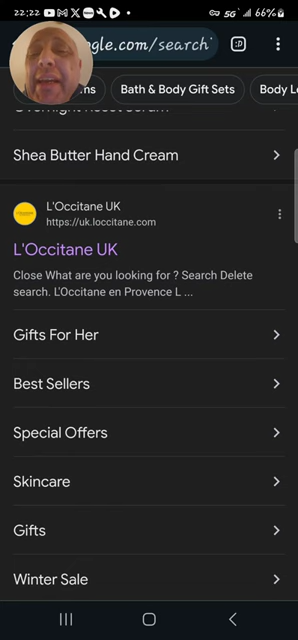 22:22
5G
66%
gle.com/search
:D
ns
Bath & Body Gift Sets
Body L
Overnight Reset Serum
Shea Butter Hand Cream
L'Occitane UK
https://uk.loccitane.com
L'Occitane UK
Close What are you looking for ? Search Delete
search. L'Occitane en Provence L ...
Gifts For Her
Best Sellers
Special Offers
Skincare
Gifts
Winter Sale